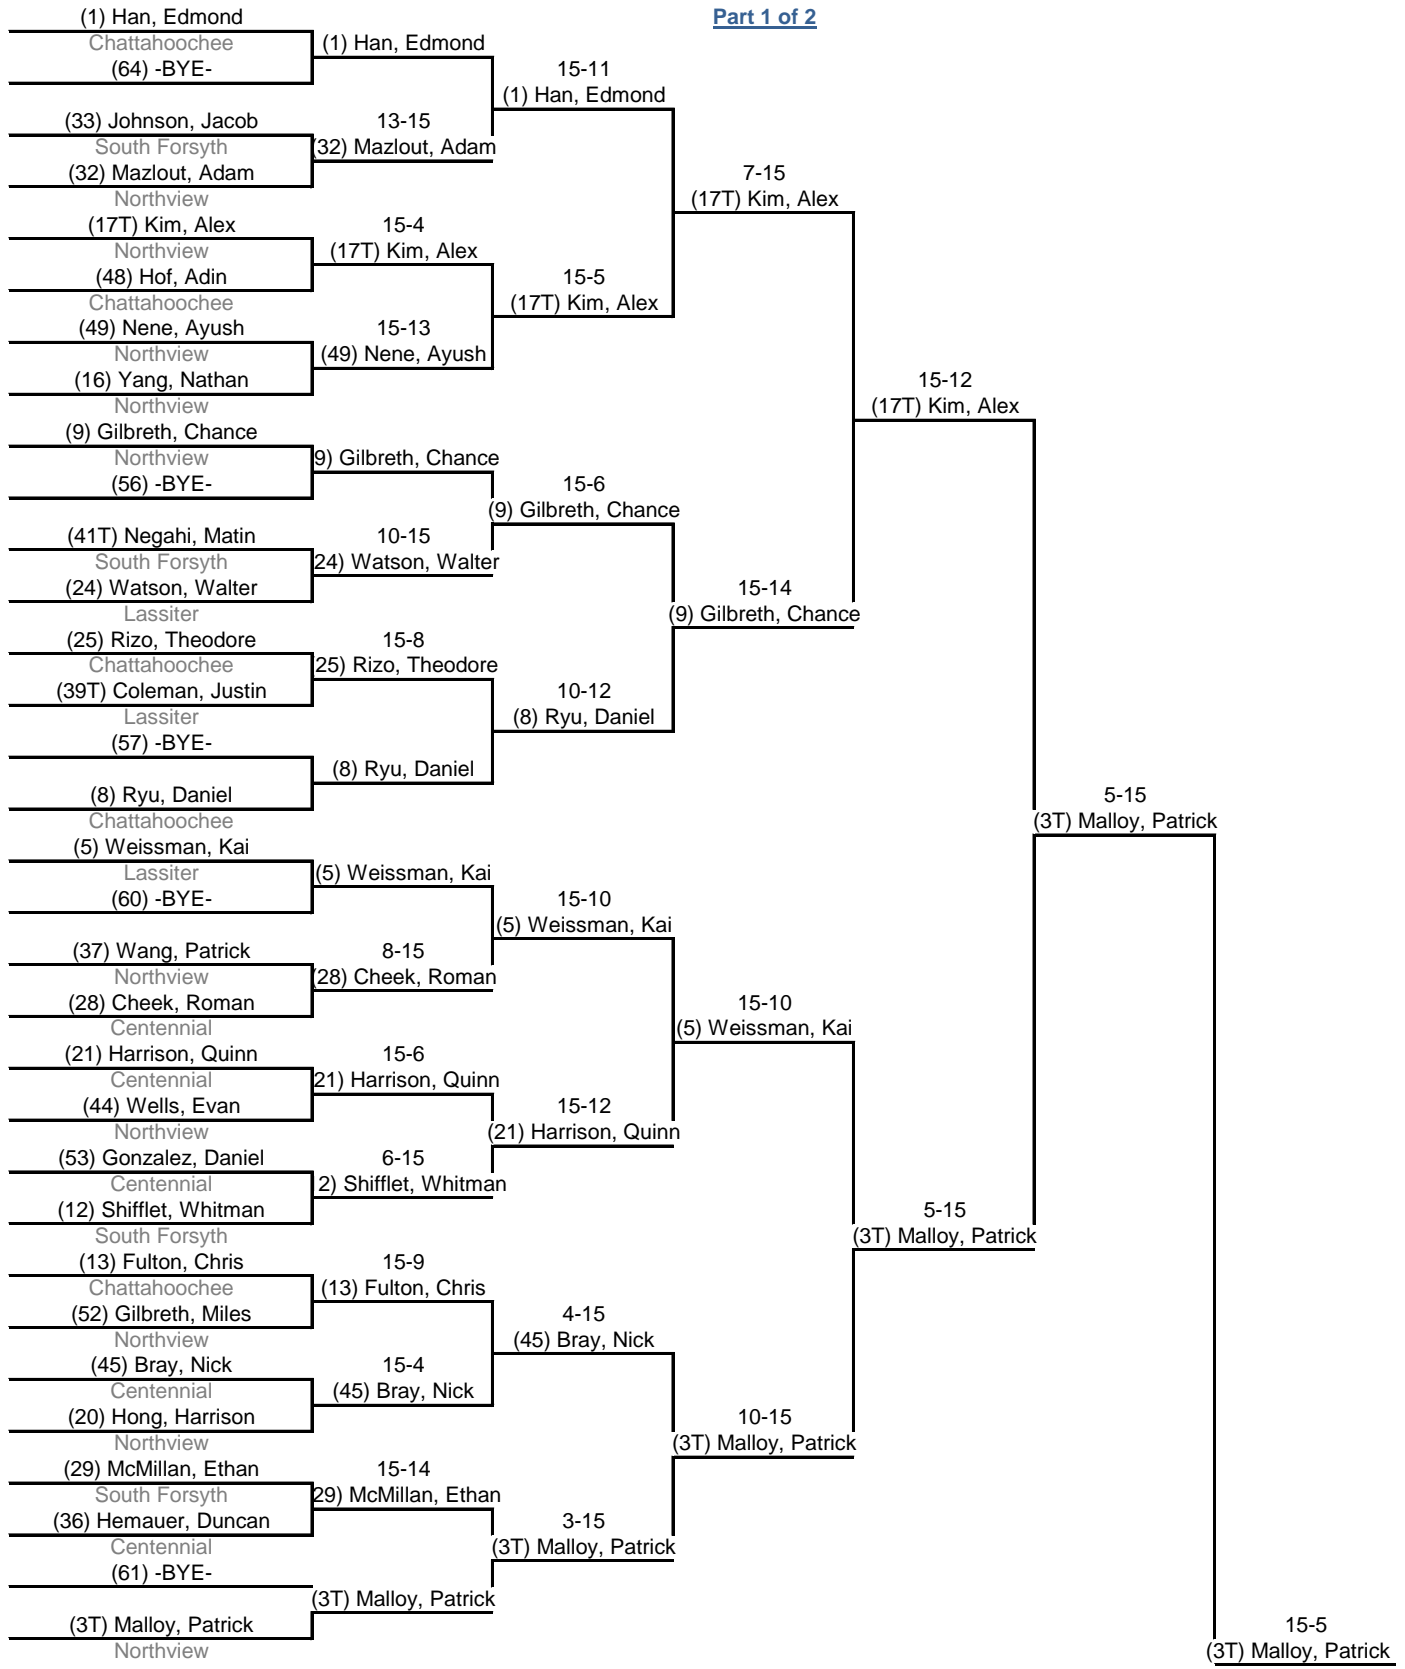 Part 1 of 2
(1) Han, Edmond
Chattahoochee
(64) -BYE-
(33) Johnson, Jacob
South Forsyth
(32) Mazlout, Adam
Northview
(17T) Kim, Alex
Northview
(48) Hof, Adin
Chattahoochee
(49) Nene, Ayush
Northview
(16) Yang, Nathan
Northview
(9) Gilbreth, Chance
Northview
(56) -BYE-
(41T) Negahi, Matin
South Forsyth
(24) Watson, Walter
Lassiter
(25) Rizo, Theodore
Chattahoochee
(39T) Coleman, Justin
Lassiter
(57) -BYE-
(8) Ryu, Daniel
Chattahoochee
(5) Weissman, Kai
Lassiter
(60) -BYE-
(37) Wang, Patrick
Northview
(28) Cheek, Roman
Centennial
(21) Harrison, Quinn
Centennial
(44) Wells, Evan
Northview
(53) Gonzalez, Daniel
Centennial
(12) Shifflet, Whitman
South Forsyth
(13) Fulton, Chris
Chattahoochee
(52) Gilbreth, Miles
Northview
(45) Bray, Nick
Centennial
(20) Hong, Harrison
Northview
(29) McMillan, Ethan
South Forsyth
(36) Hemauer, Duncan
Centennial
(61) -BYE-
(3T) Malloy, Patrick
Northview
(1) Han, Edmond
13-15
(32) Mazlout, Adam
15-4
(17T) Kim, Alex
15-13
(49) Nene, Ayush
9) Gilbreth, Chance
10-15
24) Watson, Walter
15-8
25) Rizo, Theodore
(8) Ryu, Daniel
(5) Weissman, Kai
8-15
(28) Cheek, Roman
15-6
21) Harrison, Quinn
6-15
2) Shifflet, Whitman
15-9
(13) Fulton, Chris
15-4
(45) Bray, Nick
15-14
29) McMillan, Ethan
(3T) Malloy, Patrick
15-11
(1) Han, Edmond
15-5
(17T) Kim, Alex
15-6
(9) Gilbreth, Chance
10-12
(8) Ryu, Daniel
15-10
(5) Weissman, Kai
15-12
(21) Harrison, Quinn
4-15
(45) Bray, Nick
3-15
(3T) Malloy, Patrick
7-15
(17T) Kim, Alex
15-14
(9) Gilbreth, Chance
15-10
(5) Weissman, Kai
10-15
(3T) Malloy, Patrick
15-12
(17T) Kim, Alex
5-15
(3T) Malloy, Patrick
5-15
(3T) Malloy, Patrick
15-5
(3T) Malloy, Patrick